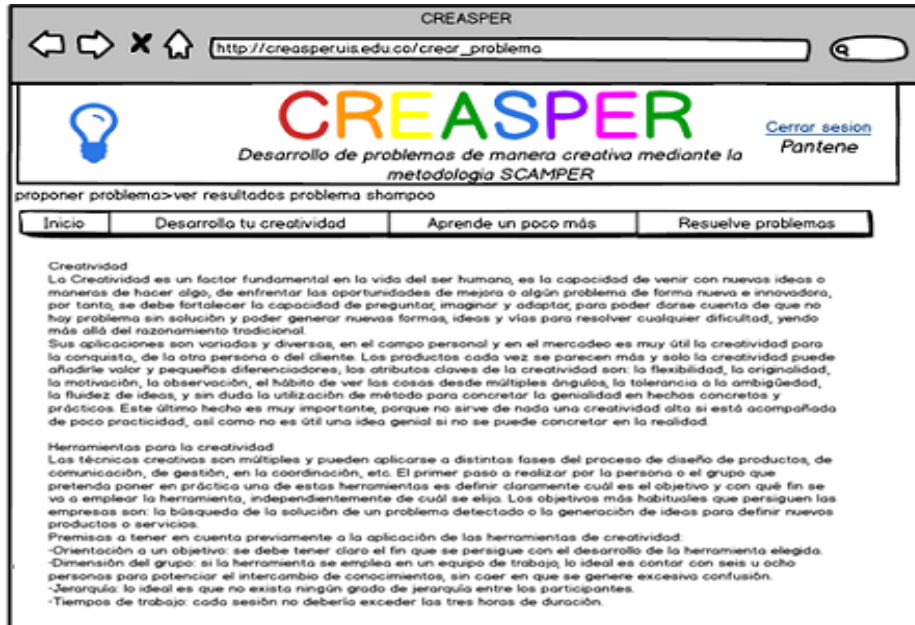 CREASPER
http://creasperuis.edu.co/crear_problema
CREASPER
Desarrollo de problemas de manera creativa mediante la
metodologia SCAMPER
Cerrar sesion
Pantene
proponer problema>ver resultados problema shampoo
Inicio
Desarrolla tu creatividad
Aprende un poco más
Resuelve problemas
Creatividad
La Creatividad es un factor fundamental en la vida del ser humano, es la capacidad de venir con nuevas ideas o
maneras de hacer algo, de enfrentar las oportunidades de mejora o algún problema de forma nueva e innovadora,
por tanto, se debe fortalecer la capacidad de preguntar, imaginar y adaptar, para poder darse cuenta de que no
hay problema sin solución y poder generar nuevas formas, ideas y vías para resolver cualquier dificultad, yendo
más allá del razonamiento tradicional.
Sus aplicaciones son variadas y diversas, en el campo personal y en el mercadeo es muy útil la creatividad para
la conquista, de la otra persona o del cliente. Los productos cada vez se parecen más y solo la creatividad puede
añadirle valor y pequeños diferenciadores, los atributos claves de la creatividad son: la flexibilidad, la originalidad,
la motivación, la observación, el hábito de ver las cosas desde múltiples ángulos, la tolerancia a la ambigüedad,
la fluidez de ideas, y sin duda la utilización de método para concretar la genialidad en hechos concretos y
prácticos. Este último hecho es muy importante, porque no sirve de nada una creatividad alta si está acompañada
de poco practicidad, así como no es útil una idea genial si no se puede concretar en la realidad.
Herramientas para la creatividad
Las técnicas creativas son múltiples y pueden aplicarse a distintas fases del proceso de diseño de productos, de
comunicación, de gestión, en la coordinación, etc. El primer paso a realizar por la persona o el grupo que
pretenda poner en práctica una de estas herramientas es definir claramente cuál es el objetivo y con qué fin se
va a emplear la herramienta, independientemente de cuál se elija. Los objetivos más habituales que persiguen las
empresas son: la búsqueda de la solución de un problema detectado o la generación de ideas para definir nuevos
productos o servicios.
Premisas a tener en cuenta previamente a la aplicación de las herramientas de creatividad:
-Orientación a un objetivo: se debe tener claro el fin que se persigue con el desarrollo de la herramienta elegida.
-Dimensión del grupo: si la herramienta se emplea en un equipo de trabajo, lo ideal es contar con seis u ocho
personas para potenciar el intercambio de conocimientos, sin caer en que se genere excesiva confusión.
-Jerarquía: lo ideal es que no exista ningún grado de jerarquía entre los participantes.
-Tiempos de trabajo: cada sesión no debería exceder las tres horas de duración.